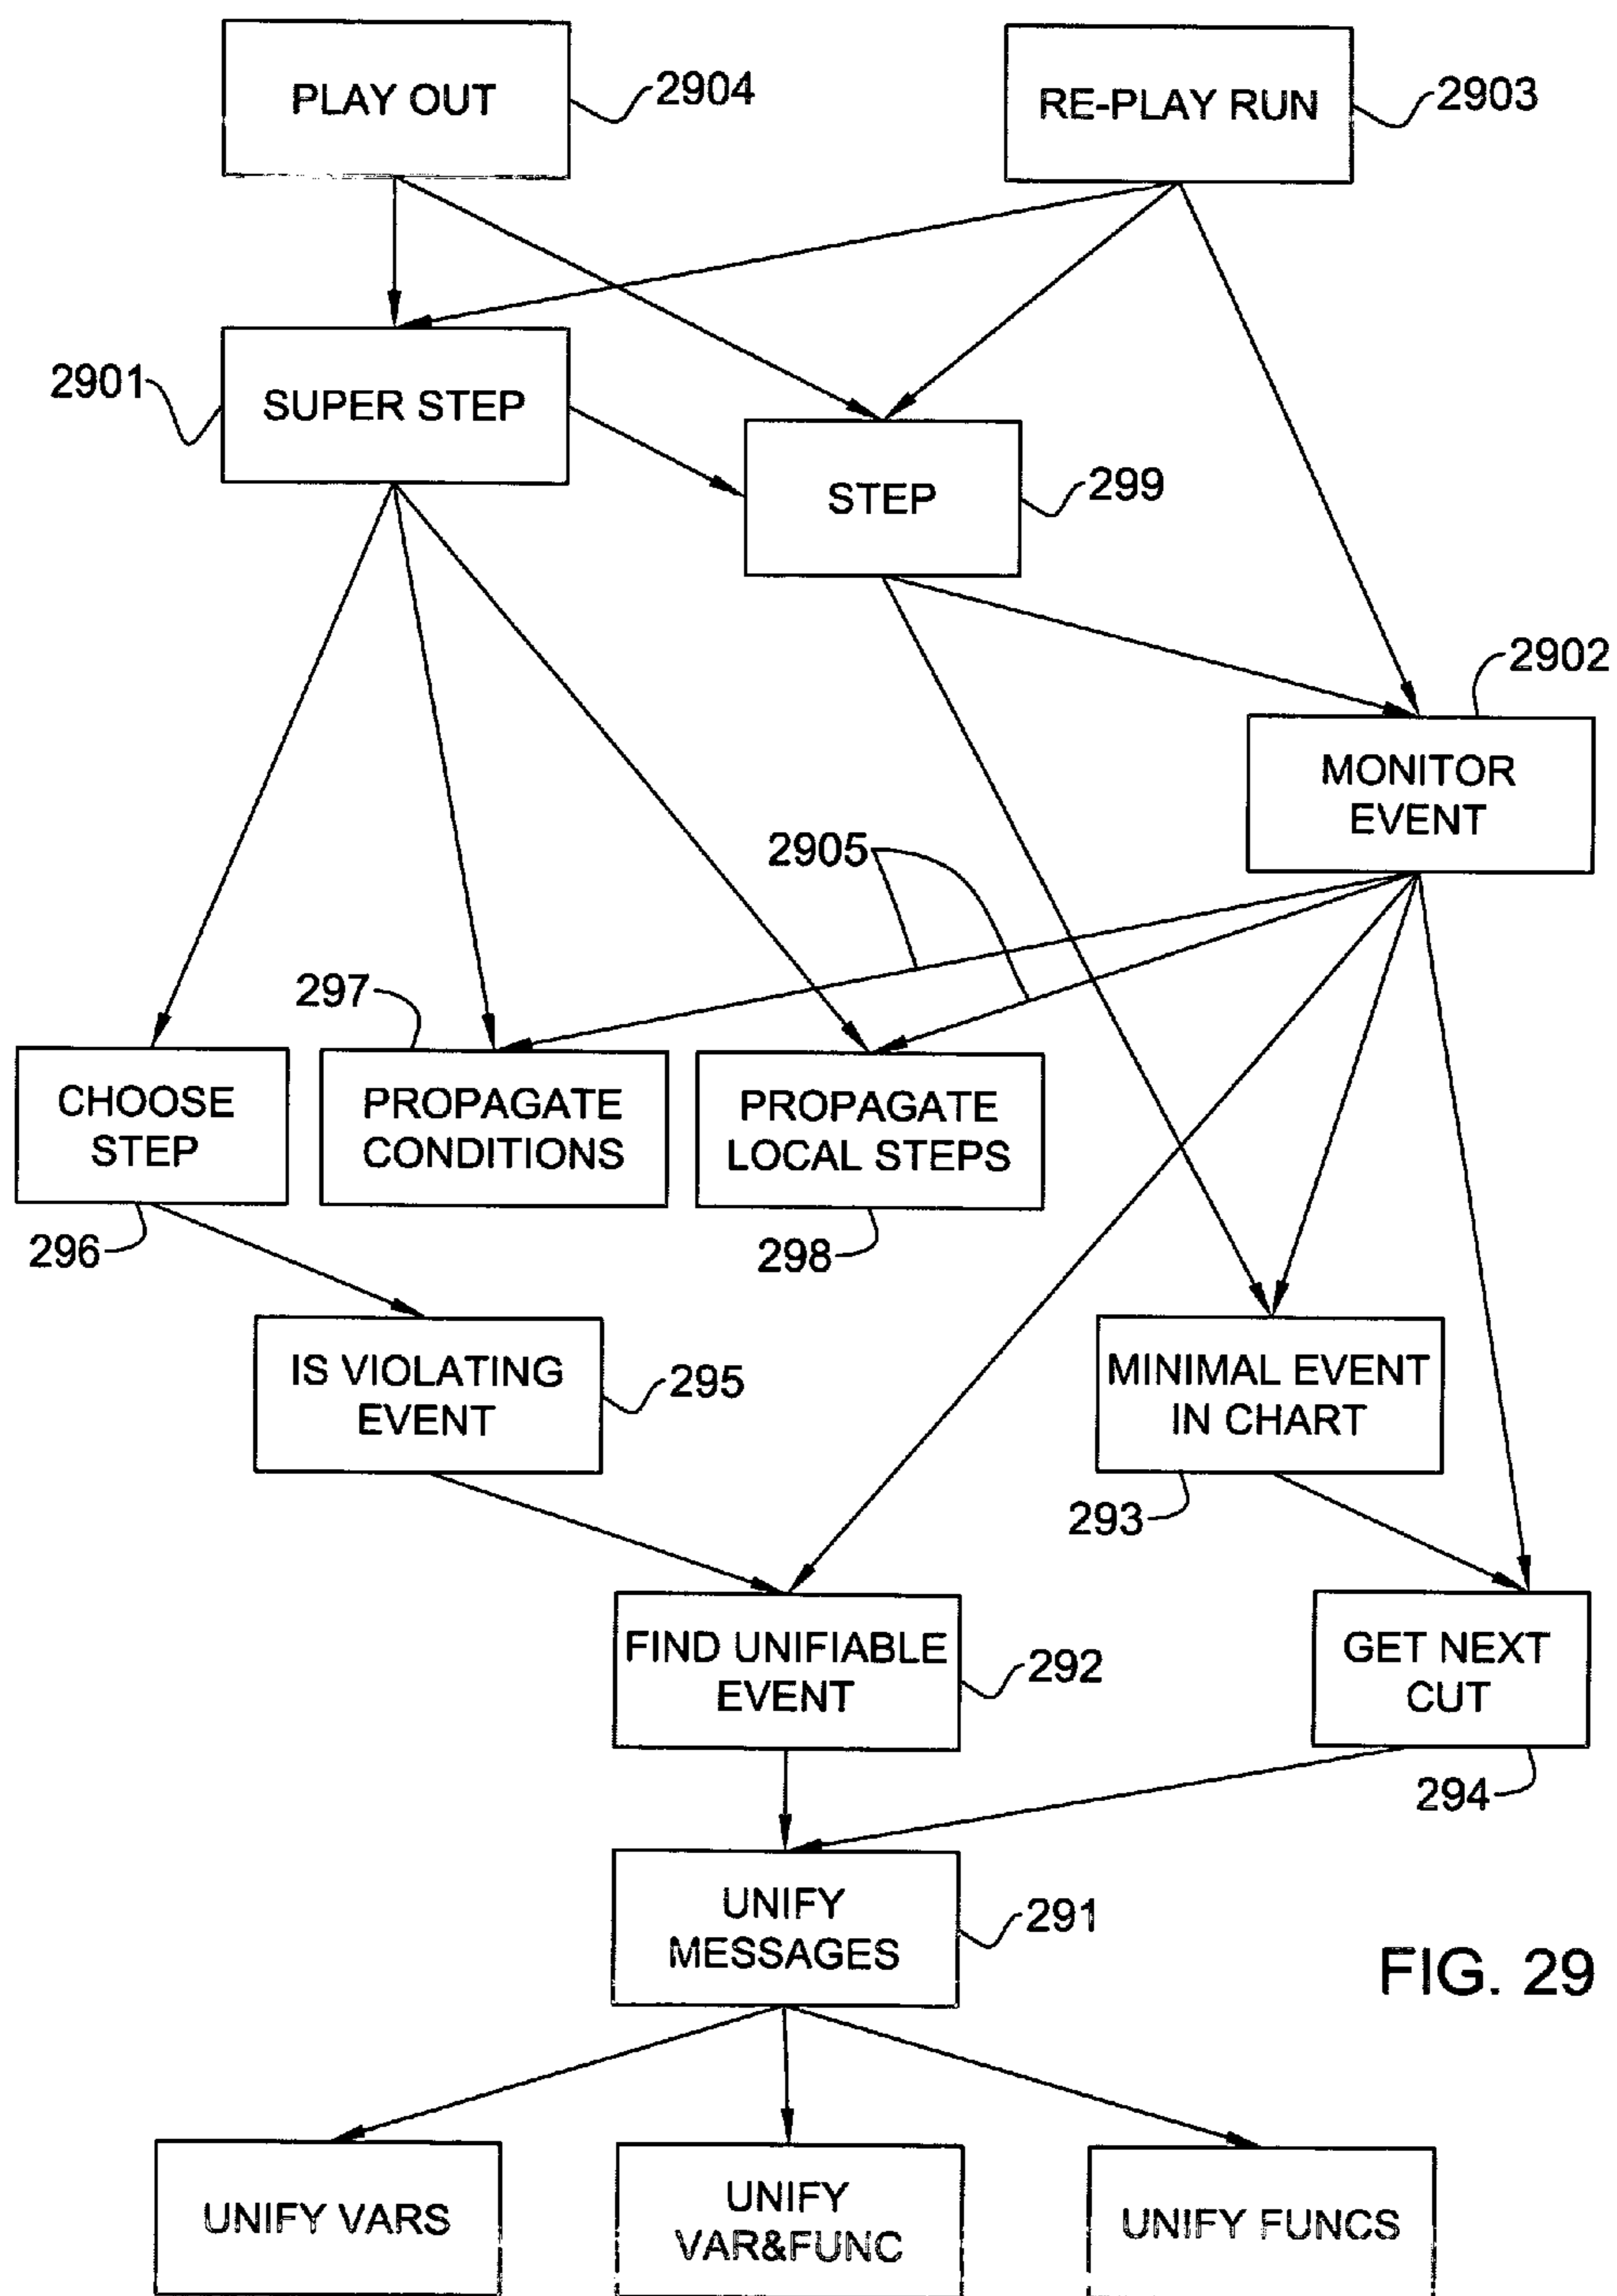 PLAY OUT
2904
RE-PLAY RUN
2903
2901
SUPER STEP
STEP
299
2902
MONITOR
EVENT
2905
297
CHOOSE
STEP
PROPAGATE
CONDITIONS
PROPAGATE
LOCAL STEPS
296
298
IS VIOLATING
EVENT
295
MINIMAL EVENT
IN CHART
293
FIND UNIFIABLE
EVENT
292
GET NEXT
CUT
294
UNIFY
MESSAGES
291
FIG. 29
UNIFY VARS
UNIFY
VAR&FUNC
UNIFY FUNCS